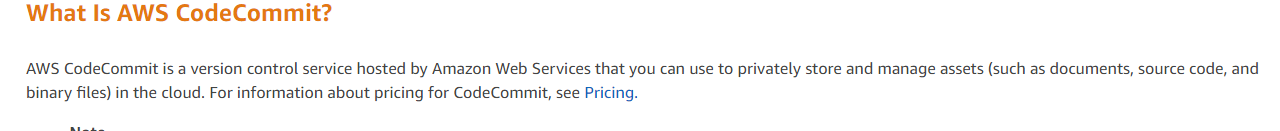 What Is AWS CodeCommit?
AWS CodeCommit is a version control service hosted by Amazon Web Services that you can use to privately store and manage assets (such as documents, source code, and
binary files) in the cloud. For information about pricing for CodeCommit, see Pricing.
Note